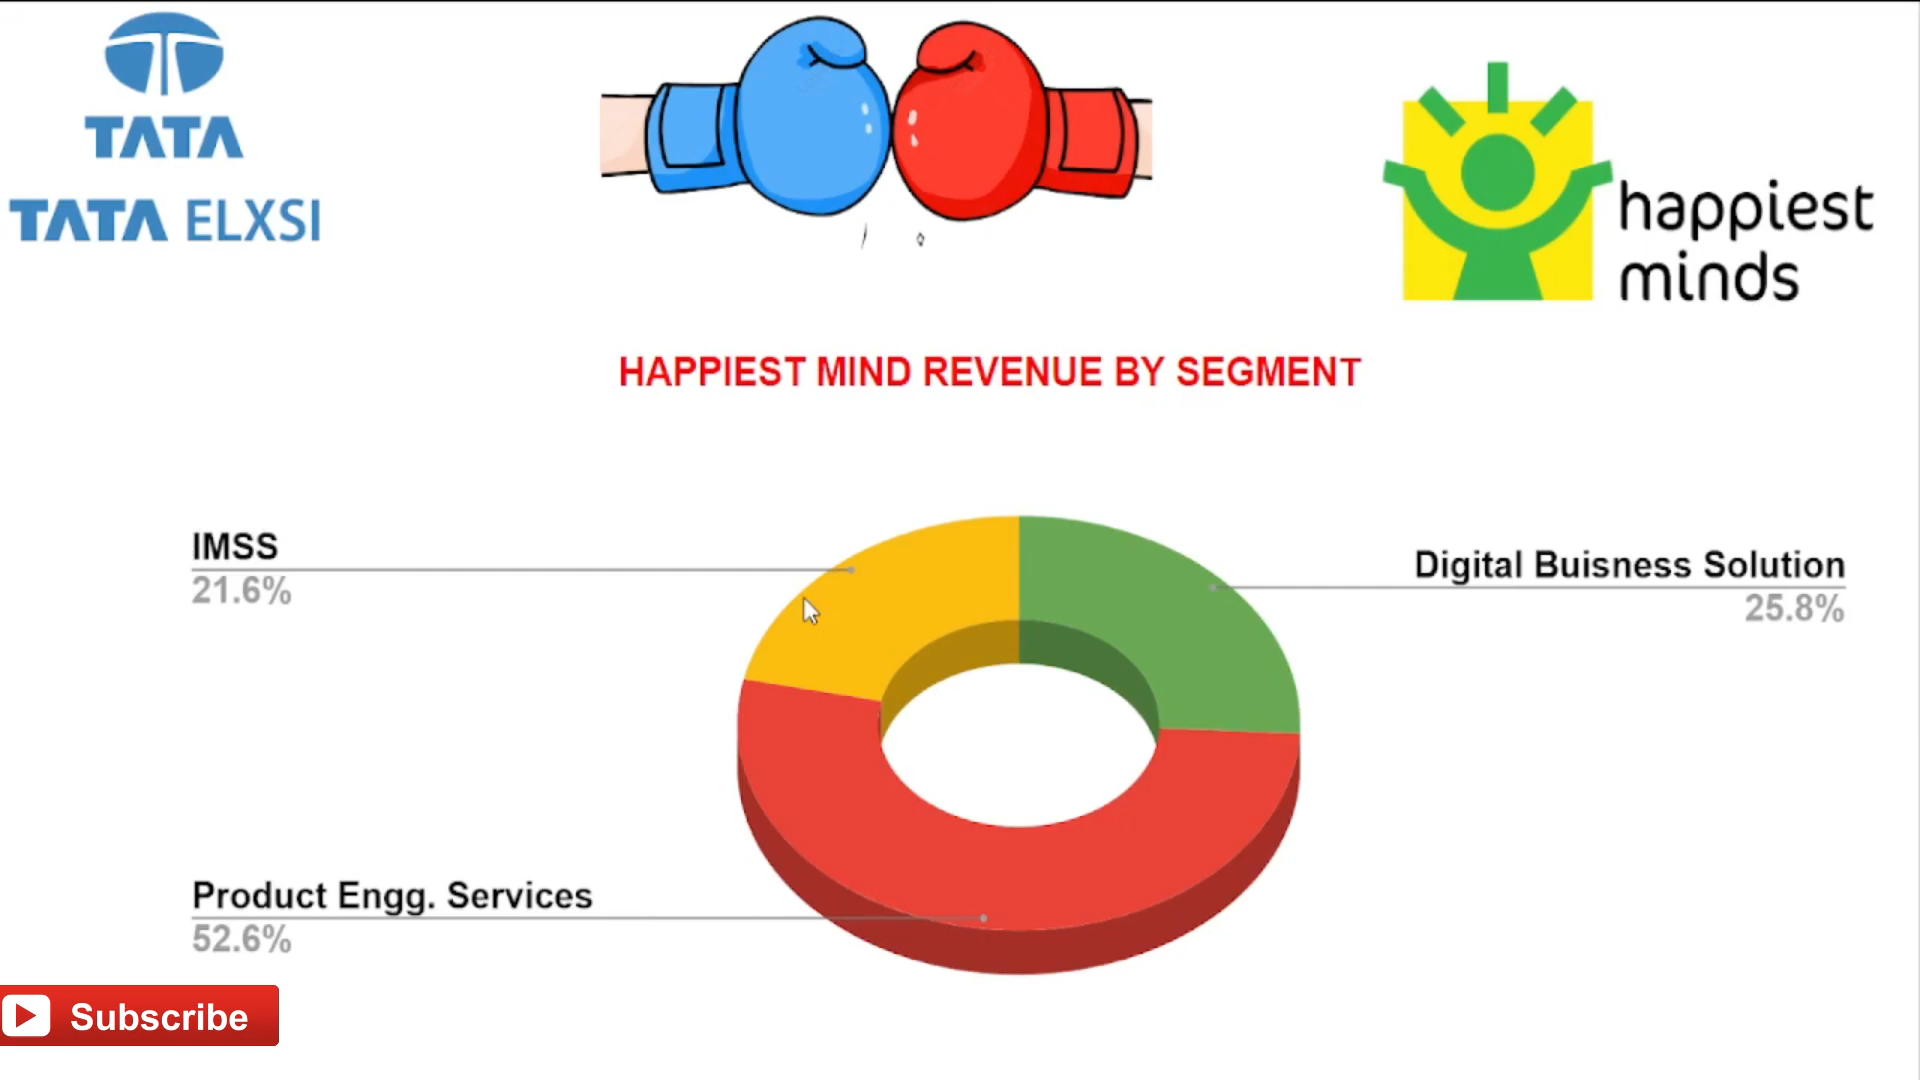 TATA
TATA ELXSI
happiest
minds
HAPPIEST MIND REVENUE BY SEGMENT
IMSS
21.6%
Digital Buisness Solution
25.8%
Product Engg. Services
52.6%
Subscribe